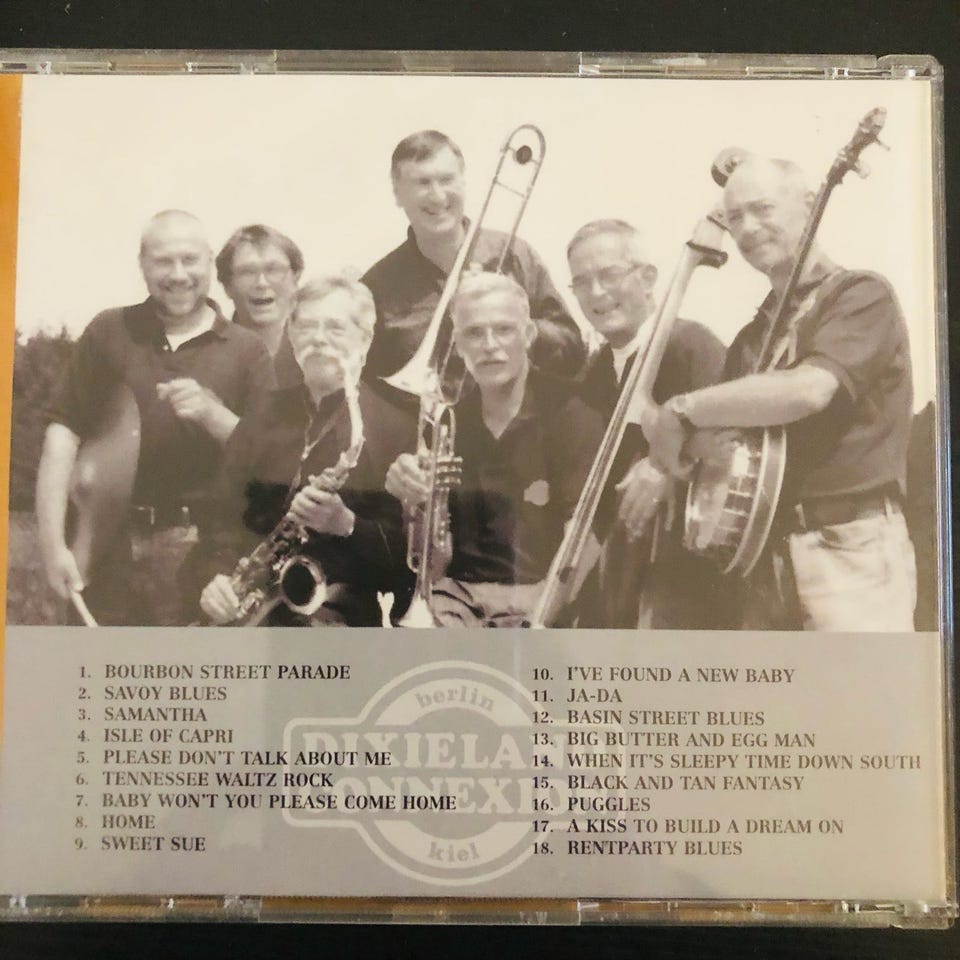 1. BOURBON STREET PARADE
2. SAVOY BLUES
3. SAMANTHA
4. ISLE OF CAPRI
5. PLEASE DON'T TALK ABOUT ME
6. TENNESSEE WALTZ ROCK
7. BABY WON'T YOU PLEASE COME HOME
8. HOME
9. SWEET SUE
10. I'VE FOUND A NEW BABY
11. JA-DA
12. BASIN STREET BLUES
13. BIG BUTTER AND EGG MAN
14. WHEN IT'S SLEEPY TIME DOWN SOUTH
15. BLACK AND TAN FANTASY
16. PUGGLES
17. A KISS TO BUILD A DREAM ON
18. RENTPARTY BLUES
berlin
DIXIELAND
CONNEXION
kiel